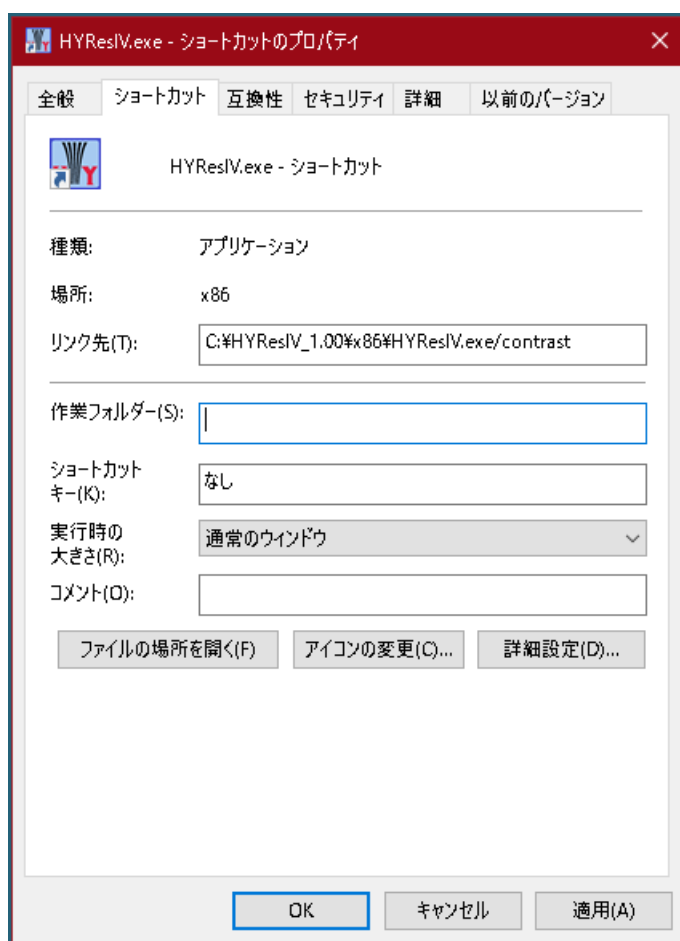 HYResIV.exe - ショートカットのプロパティ
全般 ショートカット 互換性 セキュリティ 詳細 以前のバージョン
Y
HYResIV.exe - ショートカット
種類: アプリケーション
場所: x86
リンク先(T): C:¥HYResIV_1.00¥x86¥HYResIV.exe/contrast
作業フォルダー(S):
ショートカット
キー(K): なし
実行時の
大きさ(R): 通常のウィンドウ
コメント(O):
ファイルの場所を開く(F) アイコンの変更(C)... 詳細設定(D)...
OK キャンセル 適用(A)